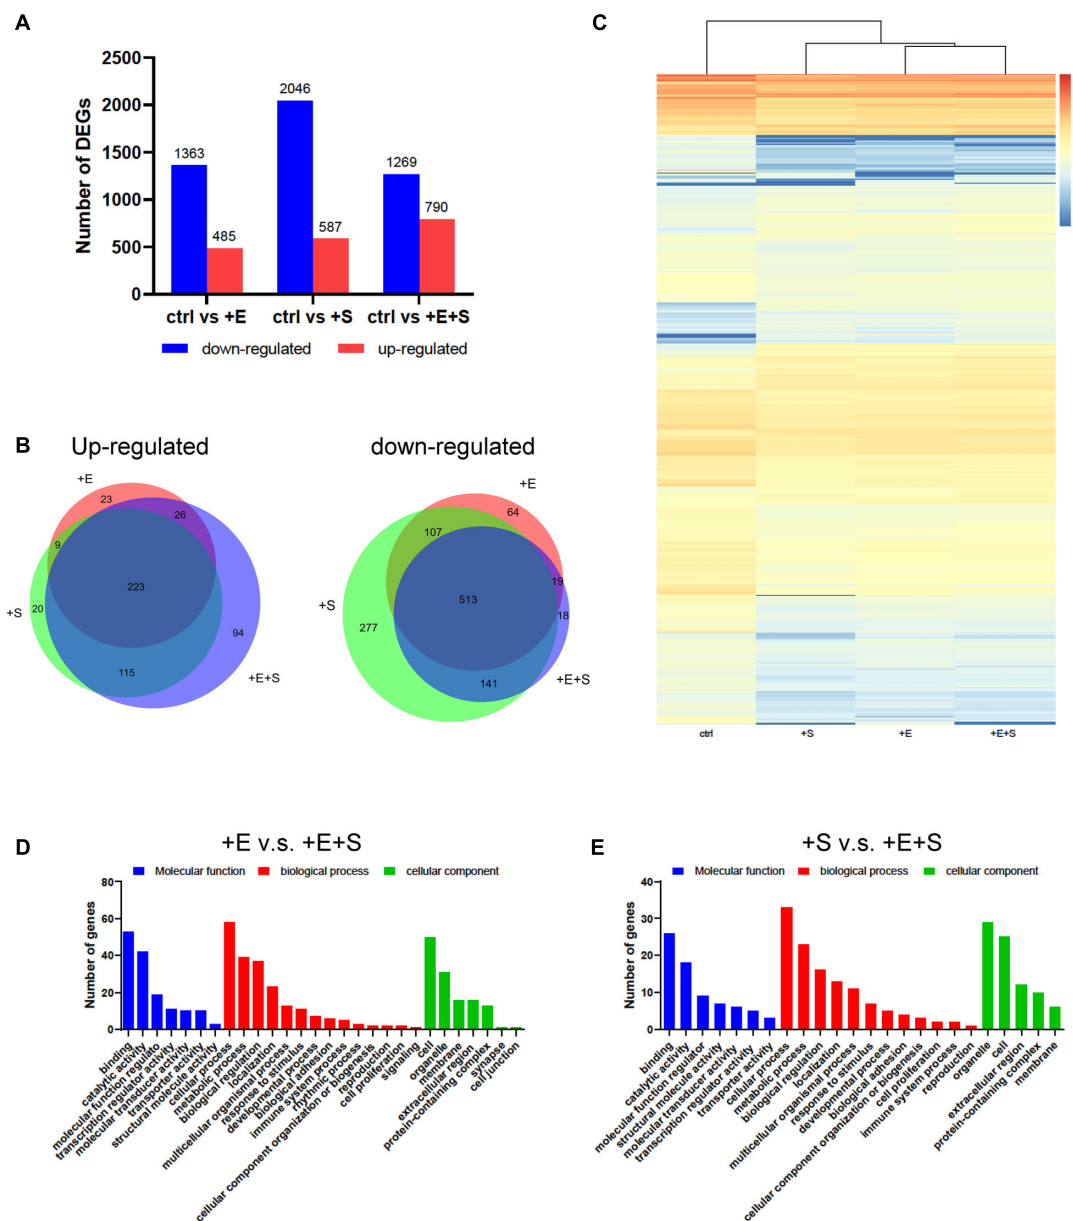 A
Number of DEGs
2500
2000
1500
1000
500
0
1363
485
2046
587
1269
790
ctrl vs +E
ctrl vs +S
ctrl vs +E+S
down-regulated
up-regulated
B
Up-regulated
+E
23
26
9
223
+S
20
94
115
+E+S
down-regulated
+E
64
107
19
+S
513
18
277
141
+E+S
C
ctrl
+S
+E
+E+S
D
+E v.s. +E+S
Molecular function
biological process
cellular component
Number of genes
80
60
40
20
0
binding
catalytic activity
molecular function regulato
transcription regulator activity
molecular transducer activity
transporter activity
structural molecule activity
cellular process
metabolic process
biological regulation
localization
multicellular organismal process
response to stimulus
developmental process
biological adhesion
immune system process
rhythmic process
cellular component organization or biogenesis
reproduction
cell proliferation
signaling
cell
organelle
membrane
extracellular region
protein-containing complex
synapse
cell junction
E
+S v.s. +E+S
Molecular function
biological process
cellular component
Number of genes
40
30
20
10
0
binding
catalytic activity
molecular function regulator
structural molecule activity
molecular transducer activity
transcription regulator activity
transporter activity
cellular process
metabolic process
biological regulation
localization
multicellular organismal process
response to stimulus
developmental process
biological adhesion
cellular component organization or biogenesis
cell proliferation
immune system process
reproduction
organelle
cell
extracellular region
protein-containing complex
membrane